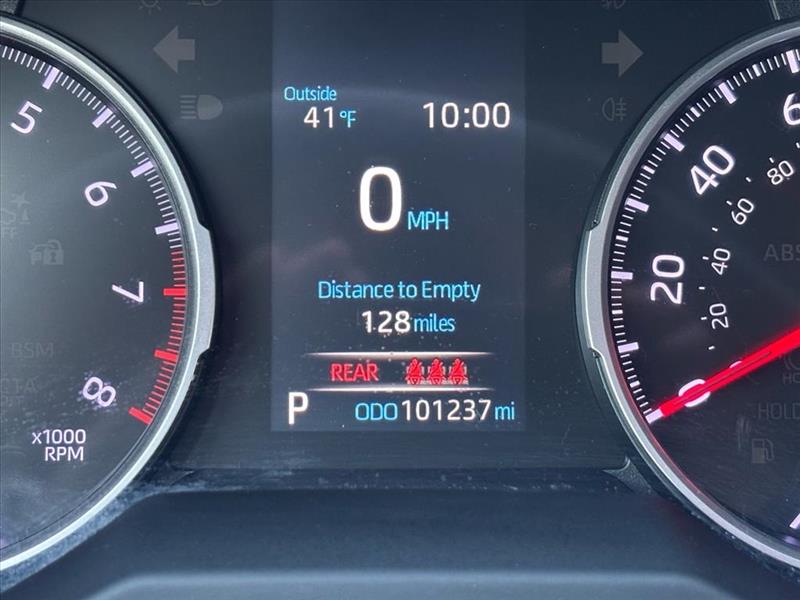 Outside
41°F
10:00
0 MPH
Distance to Empty
128 miles
REAR
P
ODO 101237 mi
5
6
7
8
x1000
RPM
0
20
40
20
40
60
80
ABS
HOLD
BSM